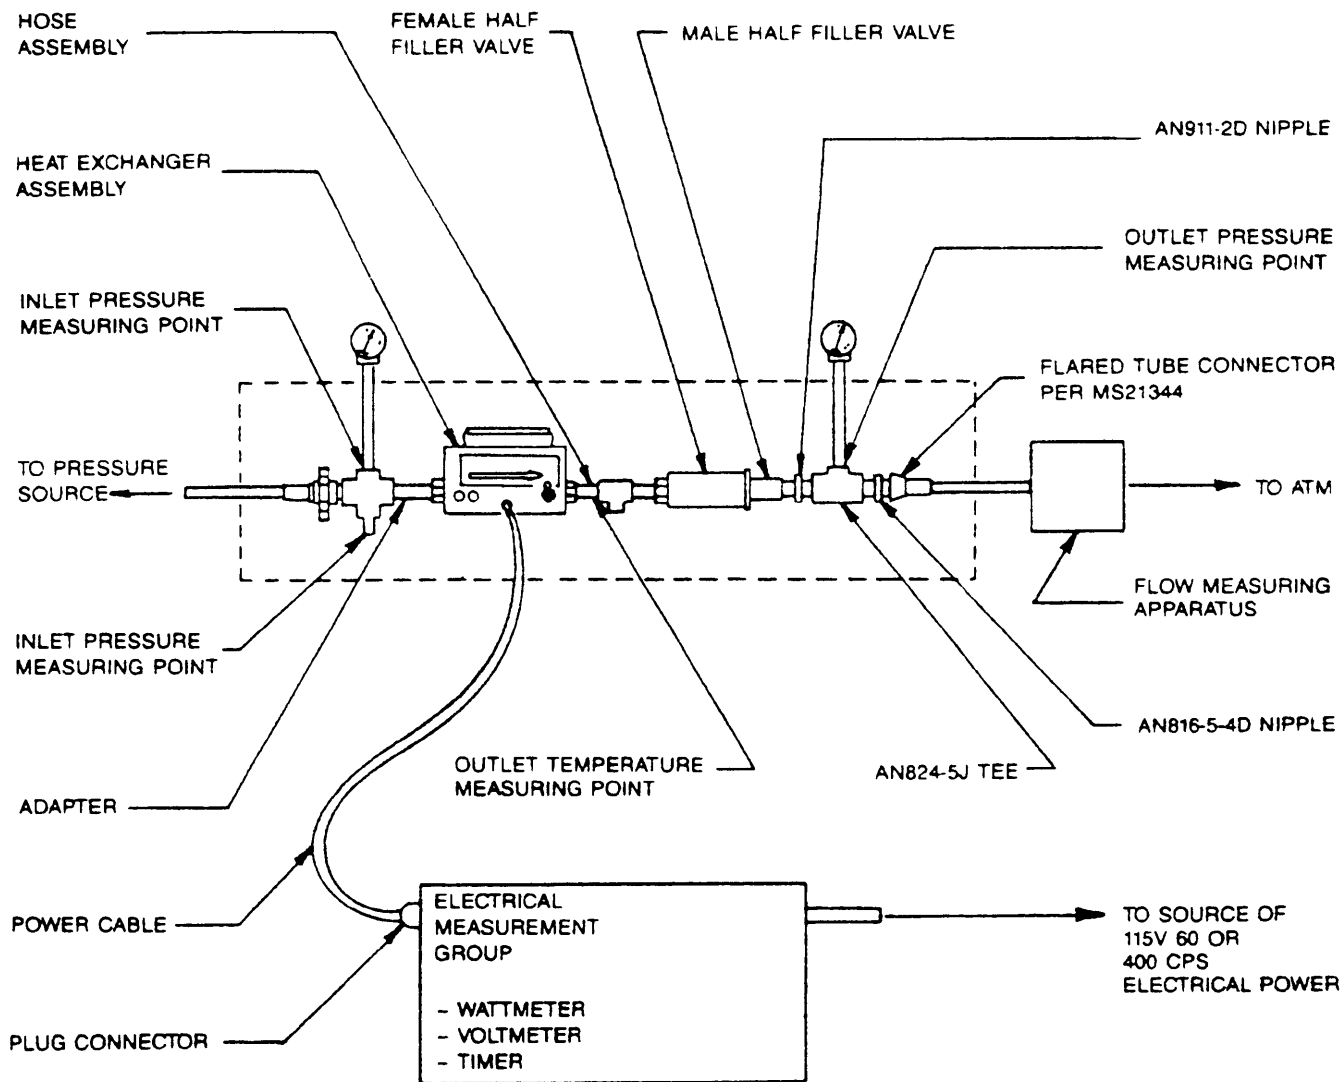 HOSE
ASSEMBLY
FEMALE HALF
FILLER VALVE
MALE HALF FILLER VALVE
AN911-2D NIPPLE
HEAT EXCHANGER
ASSEMBLY
OUTLET PRESSURE
MEASURING POINT
INLET PRESSURE
MEASURING POINT
FLARED TUBE CONNECTOR
PER MS21344
TO PRESSURE
SOURCE
TO ATM
FLOW MEASURING
APPARATUS
INLET PRESSURE
MEASURING POINT
AN816-5-4D NIPPLE
OUTLET TEMPERATURE
MEASURING POINT
AN824-5J TEE
ADAPTER
POWER CABLE
ELECTRICAL
MEASUREMENT
GROUP
- WATTMETER
- VOLTMETER
- TIMER
TO SOURCE OF
115V 60 OR
400 CPS
ELECTRICAL POWER
PLUG CONNECTOR